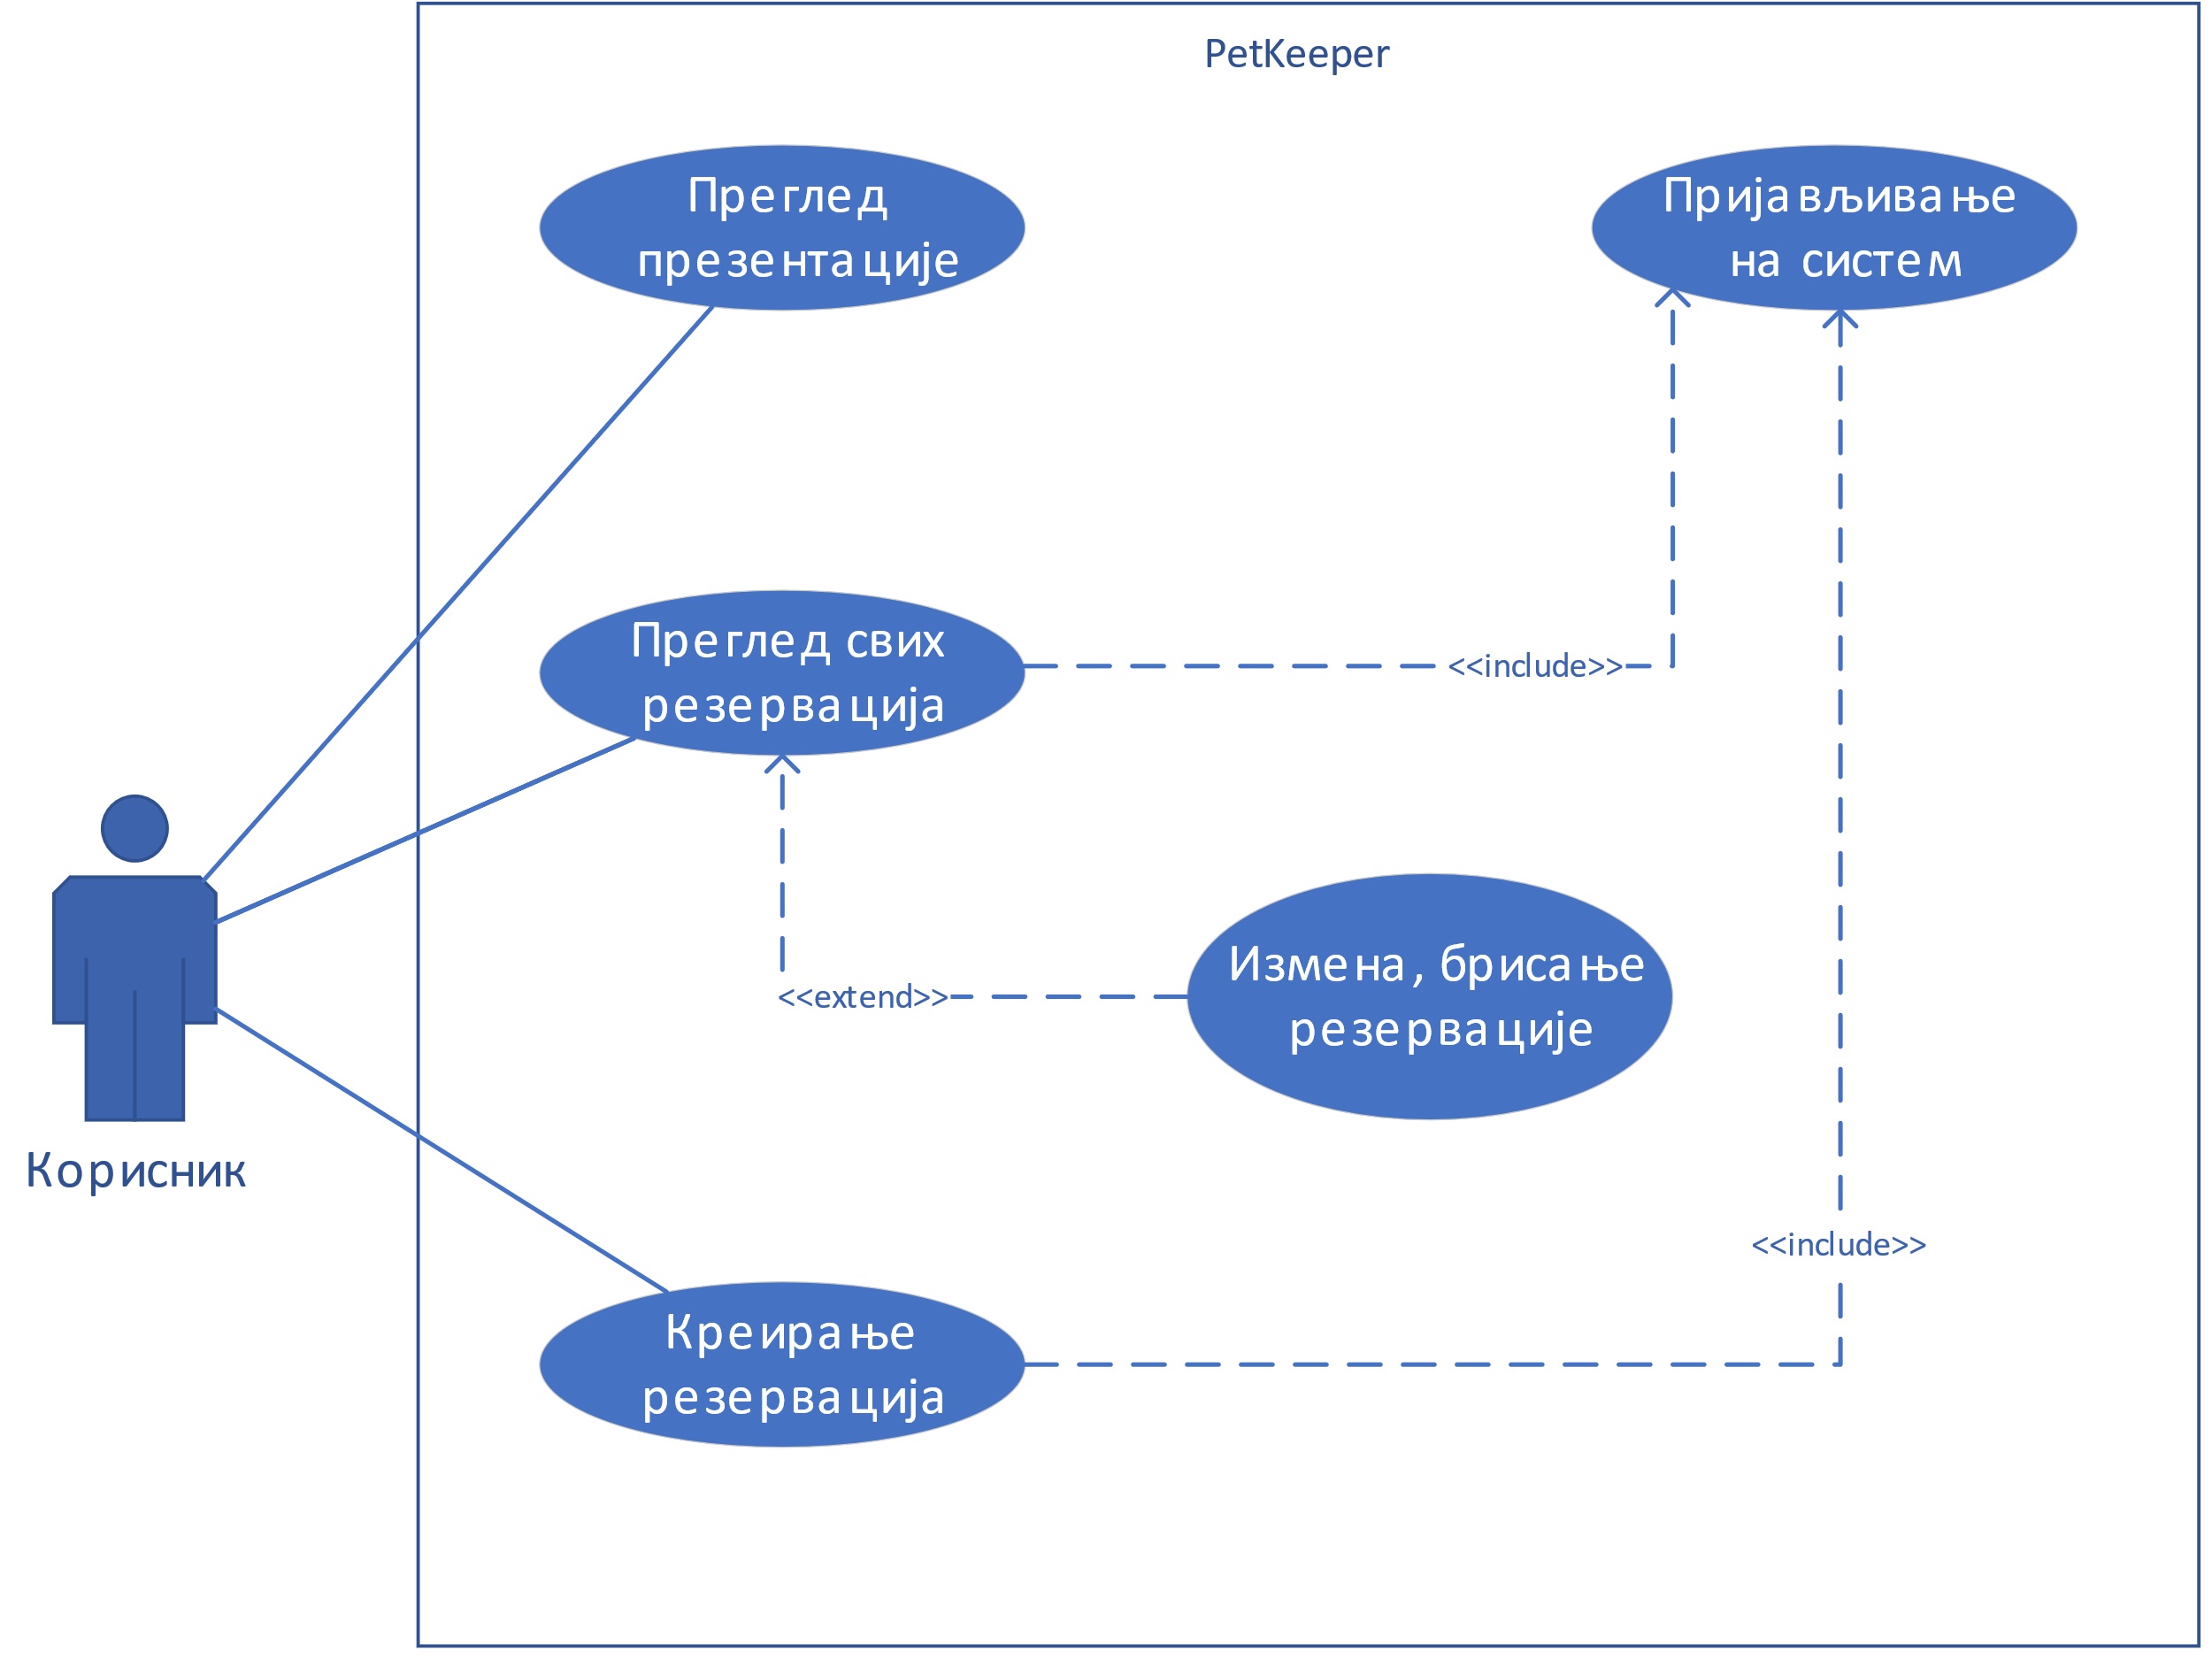 PetKeeper
Преглед
презентације
Пријављивање
на систем
Преглед свих
резервација
<<include>>
Измена, брисање
резервације
<<extend>>
Корисник
<<include>>
Креирање
резервација